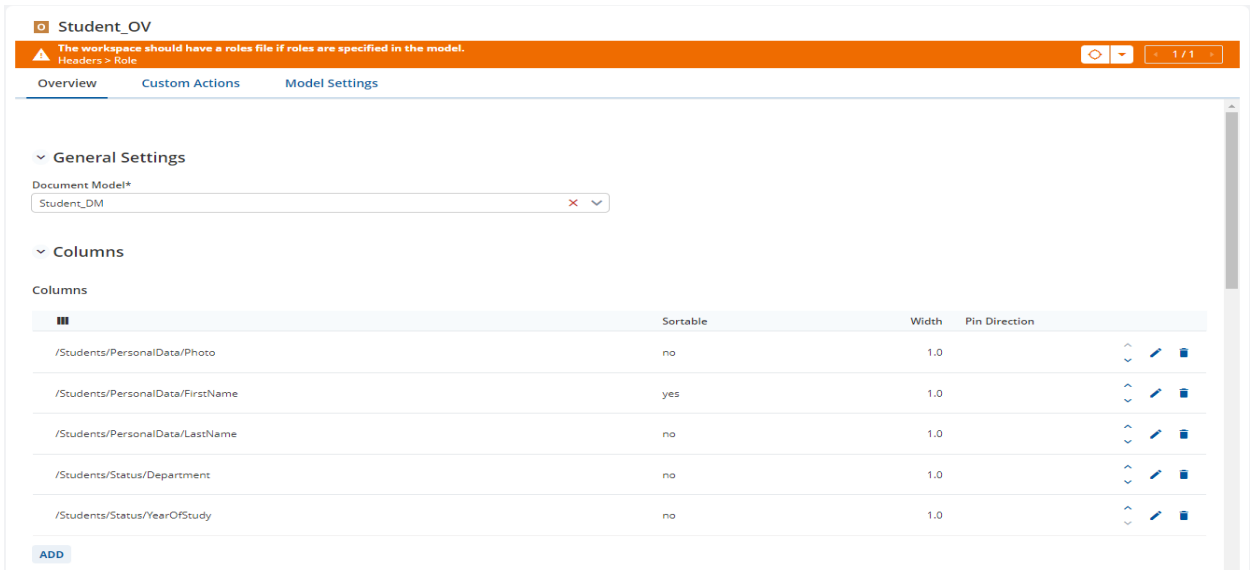 O Student_OV
The workspace should have a roles file if roles are specified in the model.
Headers > Role
1 / 1
Overview Custom Actions Model Settings
General Settings
Document Model*
Student_DM
Columns
Columns
Sortable Width Pin Direction
/Students/PersonalData/Photo no 1.0
/Students/PersonalData/FirstName yes 1.0
/Students/PersonalData/LastName no 1.0
/Students/Status/Department no 1.0
/Students/Status/YearOfStudy no 1.0
ADD